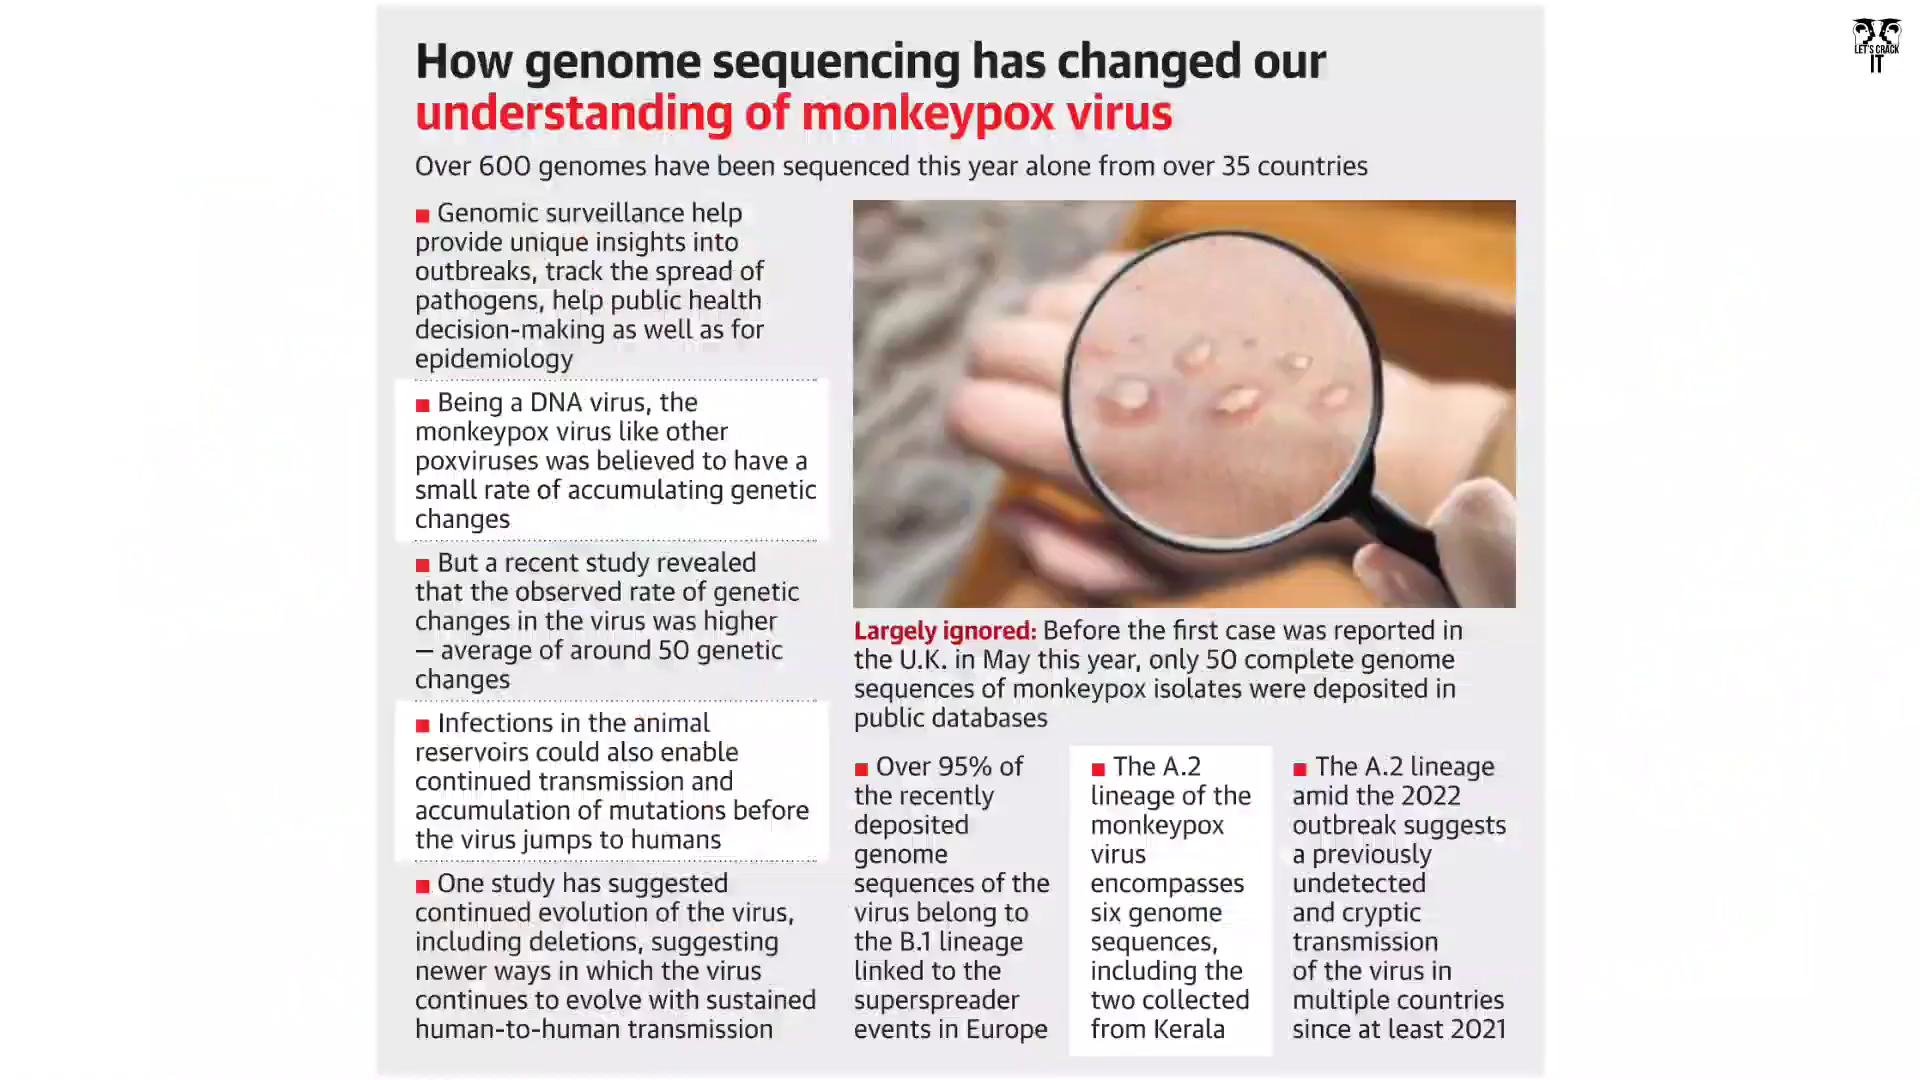 How genome sequencing has changed our
understanding of monkeypox virus
Over 600 genomes have been sequenced this year alone from over 35 countries
■ Genomic surveillance help
provide unique insights into
outbreaks, track the spread of
pathogens, help public health
decision-making as well as for
epidemiology
■ Being a DNA virus, the
monkeypox virus like other
poxviruses was believed to have a
small rate of accumulating genetic
changes
■ But a recent study revealed
that the observed rate of genetic
changes in the virus was higher
— average of around 50 genetic
changes
■ Infections in the animal
reservoirs could also enable
continued transmission and
accumulation of mutations before
the virus jumps to humans
■ One study has suggested
continued evolution of the virus,
including deletions, suggesting
newer ways in which the virus
continues to evolve with sustained
human-to-human transmission
Largely ignored: Before the first case was reported in
the U.K. in May this year, only 50 complete genome
sequences of monkeypox isolates were deposited in
public databases
■ Over 95% of
the recently
deposited
genome
sequences of the
virus belong to
the B.1 lineage
linked to the
superspreader
events in Europe
■ The A.2
lineage of the
monkeypox
virus
encompasses
six genome
sequences,
including the
two collected
from Kerala
■ The A.2 lineage
amid the 2022
outbreak suggests
a previously
undetected
and cryptic
transmission
of the virus in
multiple countries
since at least 2021
LET'S CRACK
IT